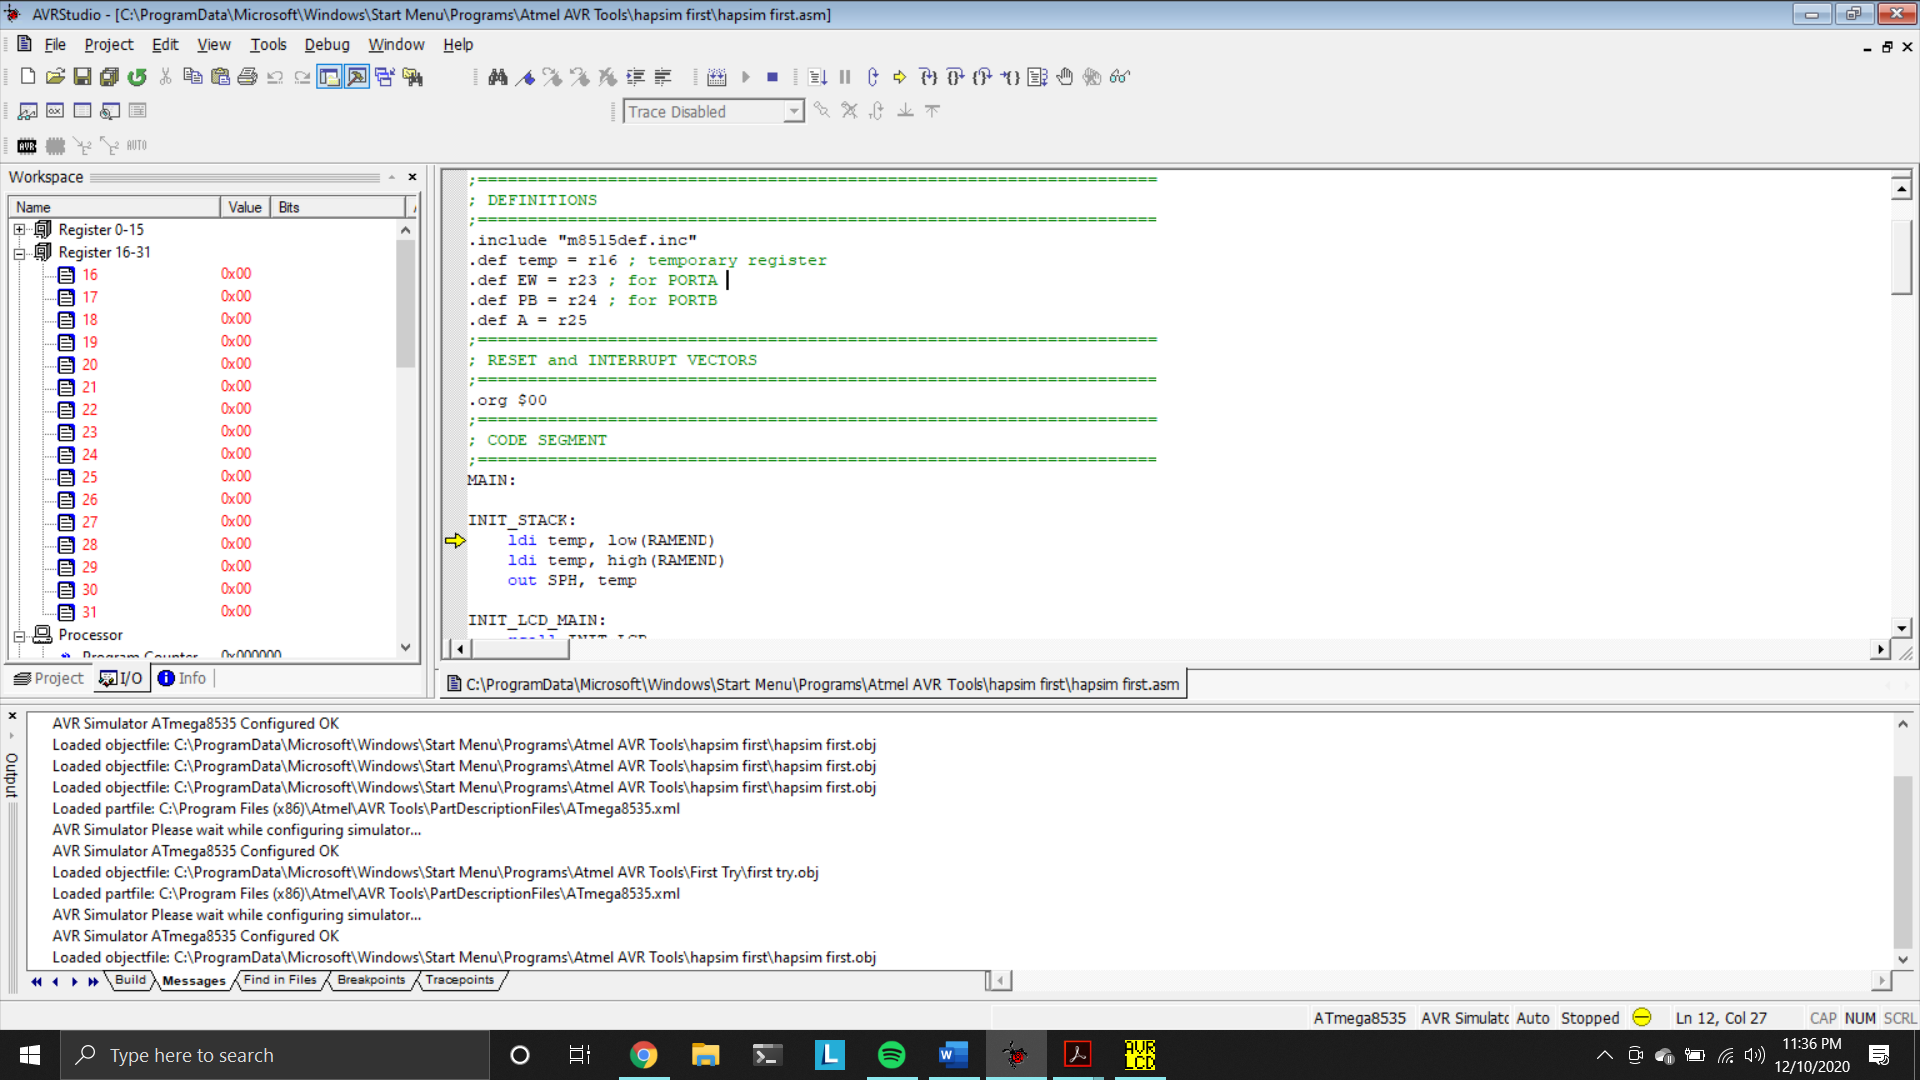 AVRStudio - [C:\ProgramData\Microsoft\Windows\Start Menu\Programs\Atmel AVR Tools\hapsim first\hapsim first.asm]
File Project Edit View Tools Debug Window Help
Trace Disabled
AVR AUTO
Workspace
Name Value Bits
Register 0-15
Register 16-31
16 0x00
17 0x00
18 0x00
19 0x00
20 0x00
21 0x00
22 0x00
23 0x00
24 0x00
25 0x00
26 0x00
27 0x00
28 0x00
29 0x00
30 0x00
31 0x00
Processor
Program Counter 0x000000
Project I/O Info
;====================================================================
; DEFINITIONS
;====================================================================
.include "m8515def.inc"
.def temp = r16 ; temporary register
.def EW = r23 ; for PORTA
.def PB = r24 ; for PORTB
.def A = r25
;====================================================================
; RESET and INTERRUPT VECTORS
;====================================================================
.org $00
;====================================================================
; CODE SEGMENT
;====================================================================
MAIN:
INIT_STACK:
ldi temp, low(RAMEND)
ldi temp, high(RAMEND)
out SPH, temp
INIT_LCD_MAIN:
rcall INIT_LCD
C:\ProgramData\Microsoft\Windows\Start Menu\Programs\Atmel AVR Tools\hapsim first\hapsim first.asm
Output
AVR Simulator ATmega8535 Configured OK
Loaded objectfile: C:\ProgramData\Microsoft\Windows\Start Menu\Programs\Atmel AVR Tools\hapsim first\hapsim first.obj
Loaded objectfile: C:\ProgramData\Microsoft\Windows\Start Menu\Programs\Atmel AVR Tools\hapsim first\hapsim first.obj
Loaded objectfile: C:\ProgramData\Microsoft\Windows\Start Menu\Programs\Atmel AVR Tools\hapsim first\hapsim first.obj
Loaded partfile: C:\Program Files (x86)\Atmel\AVR Tools\PartDescriptionFiles\ATmega8535.xml
AVR Simulator Please wait while configuring simulator...
AVR Simulator ATmega8535 Configured OK
Loaded objectfile: C:\ProgramData\Microsoft\Windows\Start Menu\Programs\Atmel AVR Tools\First Try\first try.obj
Loaded partfile: C:\Program Files (x86)\Atmel\AVR Tools\PartDescriptionFiles\ATmega8535.xml
AVR Simulator Please wait while configuring simulator...
AVR Simulator ATmega8535 Configured OK
Loaded objectfile: C:\ProgramData\Microsoft\Windows\Start Menu\Programs\Atmel AVR Tools\hapsim first\hapsim first.obj
Build Messages Find in Files Breakpoints Tracepoints
ATmega8535 AVR Simulatc Auto Stopped Ln 12, Col 27 CAP NUM SCRL
Type here to search
L
W
AVR LCD
11:36 PM
12/10/2020